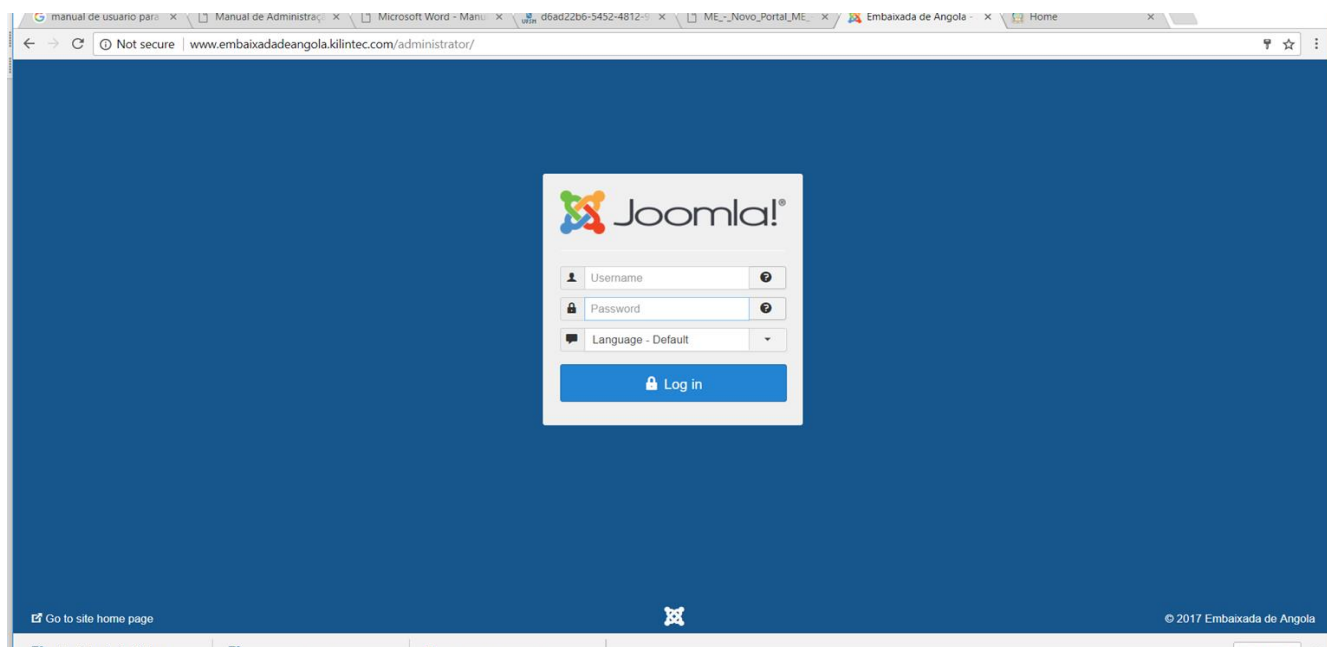 manual de usuario para Manual de Administraç Microsoft Word - Manu d6ad22b6-5452-4812-9 ME_-_Novo_Portal_ME_- Embaixada de Angola - Home
Not secure www.embaixadadeangola.kilintec.com/administrator/
Joomla!®
Username
Password
Language - Default
Log in
Go to site home page © 2017 Embaixada de Angola